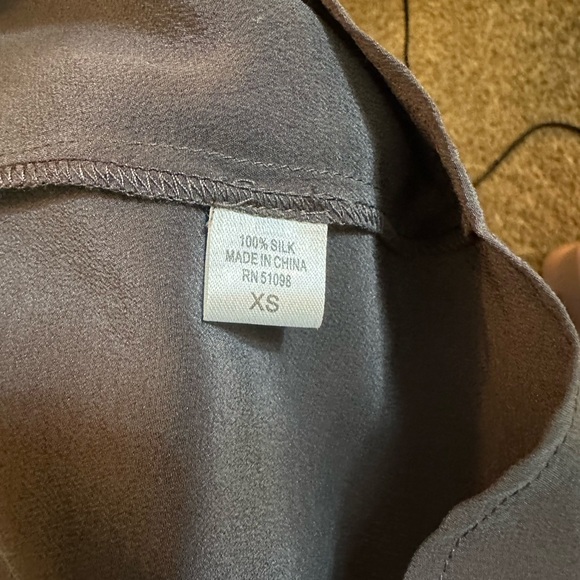 100% SILK
MADE IN CHINA
RN 51098
XS